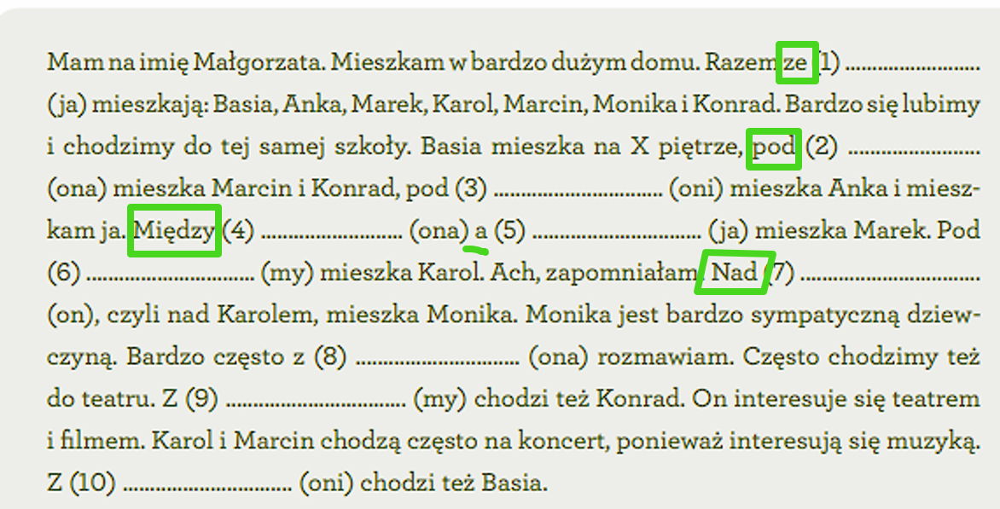 Mam na imię Małgorzata. Mieszkam w bardzo dużym domu. Razem ze (1) ........................
(ja) mieszkają: Basia, Anka, Marek, Karol, Marcin, Monika i Konrad. Bardzo się lubimy
i chodzimy do tej samej szkoły. Basia mieszka na X piętrze, pod (2) ........................
(ona) mieszka Marcin i Konrad, pod (3) .............................. (oni) mieszka Anka i miesz-
kam ja. Między (4) .......................... (ona) a (5) .............................. (ja) mieszka Marek. Pod
(6) .............................. (my) mieszka Karol. Ach, zapomniałam! Nad (7) ................................
(on), czyli nad Karolem, mieszka Monika. Monika jest bardzo sympatyczną dziew-
czyną. Bardzo często z (8) .............................. (ona) rozmawiam. Często chodzimy też
do teatru. Z (9) ................................ (my) chodzi też Konrad. On interesuje się teatrem
i filmem. Karol i Marcin chodzą często na koncert, ponieważ interesują się muzyką.
Z (10) .............................. (oni) chodzi też Basia.